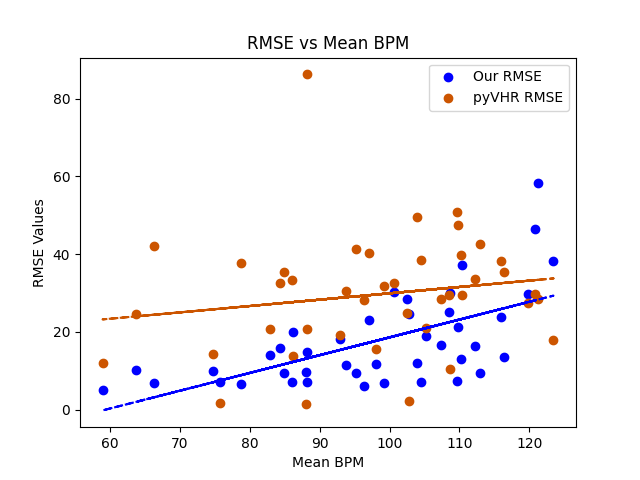 RMSE vs Mean BPM
Our RMSE
pyVHR RMSE
RMSE Values
80
60
40
20
0
60 70 80 90 100 110 120
Mean BPM